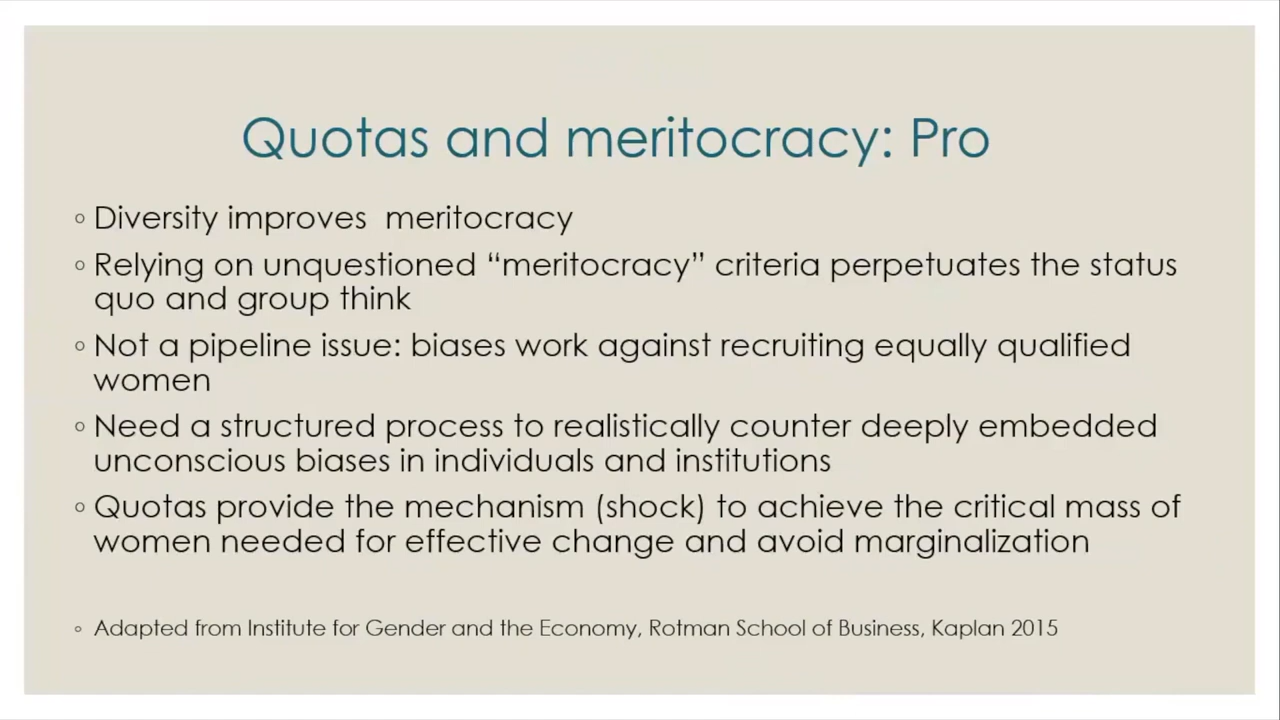 Quotas and meritocracy: Pro
◦ Diversity improves  meritocracy
◦ Relying on unquestioned “meritocracy” criteria perpetuates the status
quo and group think
◦ Not a pipeline issue: biases work against recruiting equally qualified
women
◦ Need a structured process to realistically counter deeply embedded
unconscious biases in individuals and institutions
◦ Quotas provide the mechanism (shock) to achieve the critical mass of
women needed for effective change and avoid marginalization
◦ Adapted from Institute for Gender and the Economy, Rotman School of Business, Kaplan 2015